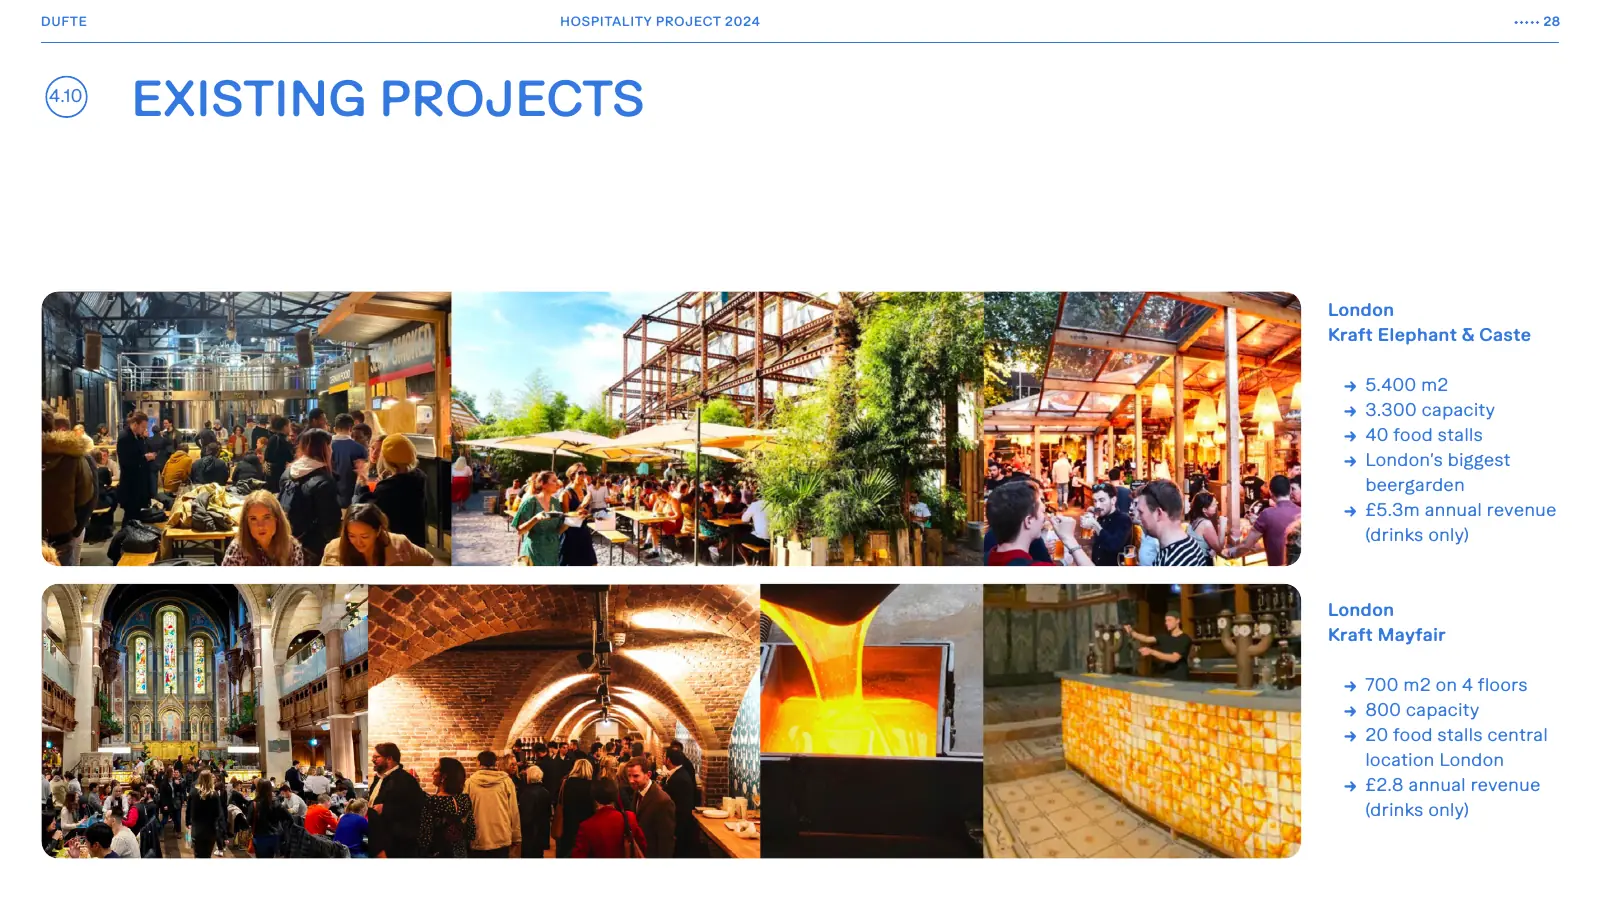 DUFTE
HOSPITALITY PROJECT 2024
····· 28
4.10
EXISTING PROJECTS
London
Kraft Elephant & Caste
→ 5.400 m2
→ 3.300 capacity
→ 40 food stalls
→ London's biggest
beergarden
→ £5.3m annual revenue
(drinks only)
London
Kraft Mayfair
→ 700 m2 on 4 floors
→ 800 capacity
→ 20 food stalls central
location London
→ £2.8 annual revenue
(drinks only)